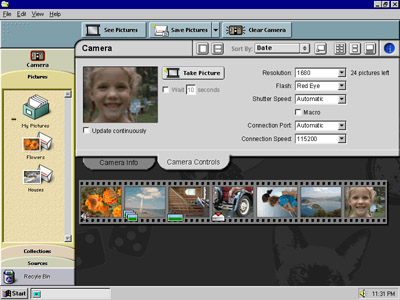 File Edit View Help
See Pictures Save Pictures Clear Camera
Camera
Pictures
My Pictures
Flowers
Houses
Collections
Sources
Recycle Bin
Camera Sort By: Date
Take Picture
Wait 10 seconds
Update continuously
Resolution: 1680 24 pictures left
Flash: Red Eye
Shutter Speed: Automatic
Macro
Connection Port: Automatic
Connection Speed: 115200
Camera Info Camera Controls
Start 11:31 PM